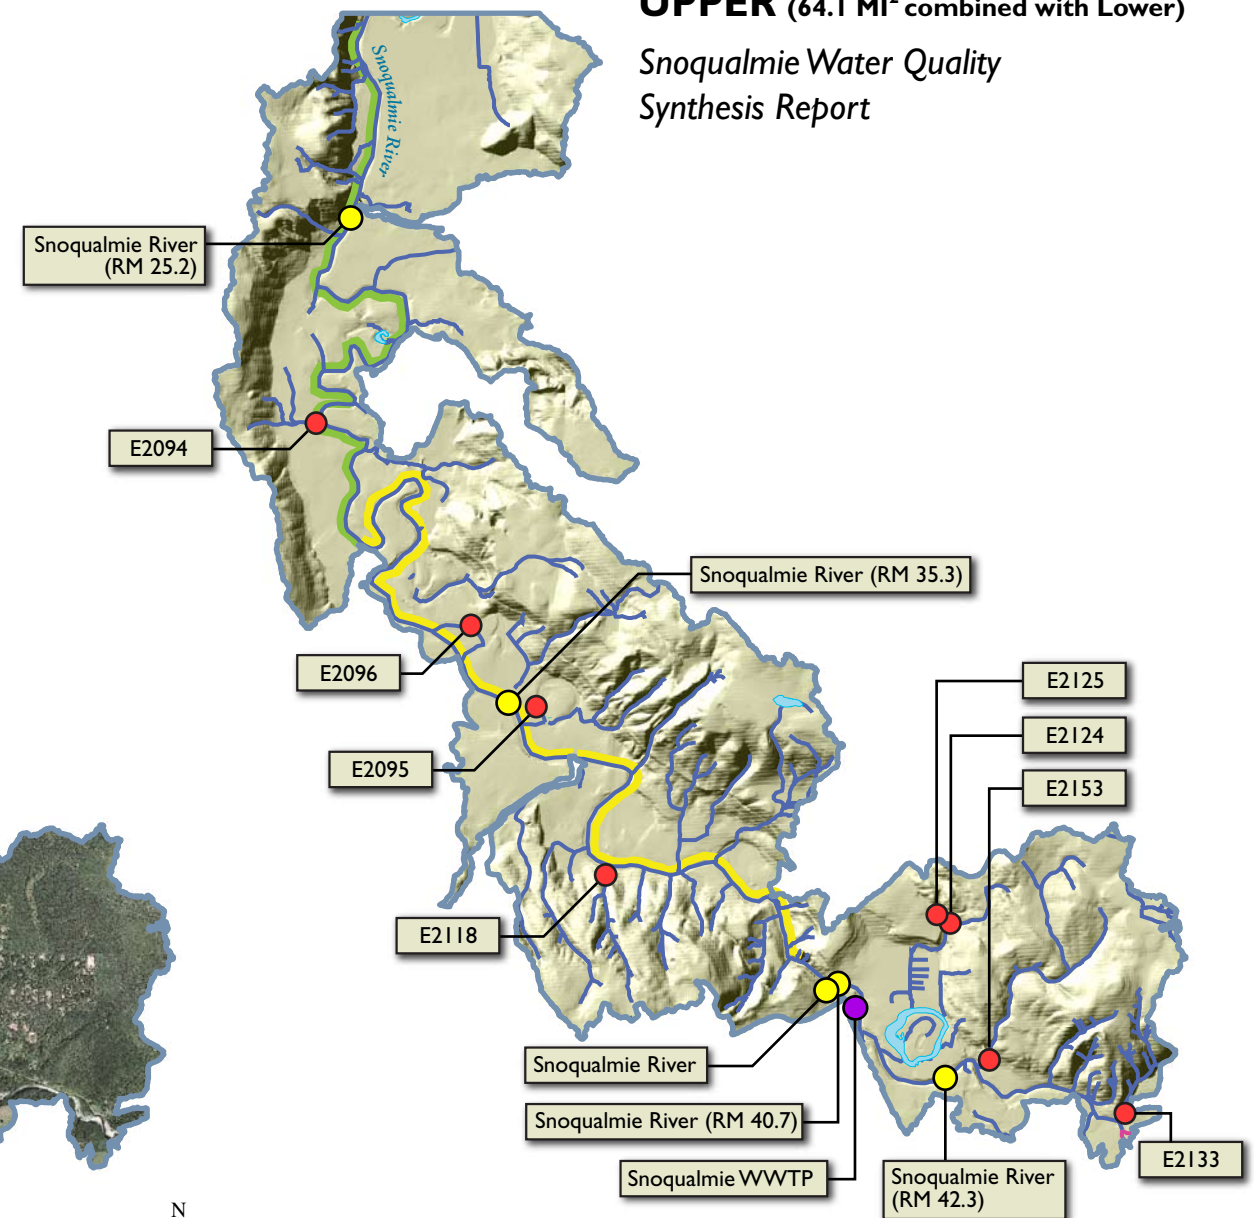 UPPER (64.1 MI² combined with Lower)
Snoqualmie Water Quality
Synthesis Report
Snoqualmie River
Snoqualmie River
(RM 25.2)
E2094
Snoqualmie River (RM 35.3)
E2096
E2125
E2124
E2095
E2153
E2118
Snoqualmie River
Snoqualmie River (RM 40.7)
Snoqualmie WWTP
Snoqualmie River
(RM 42.3)
E2133
N